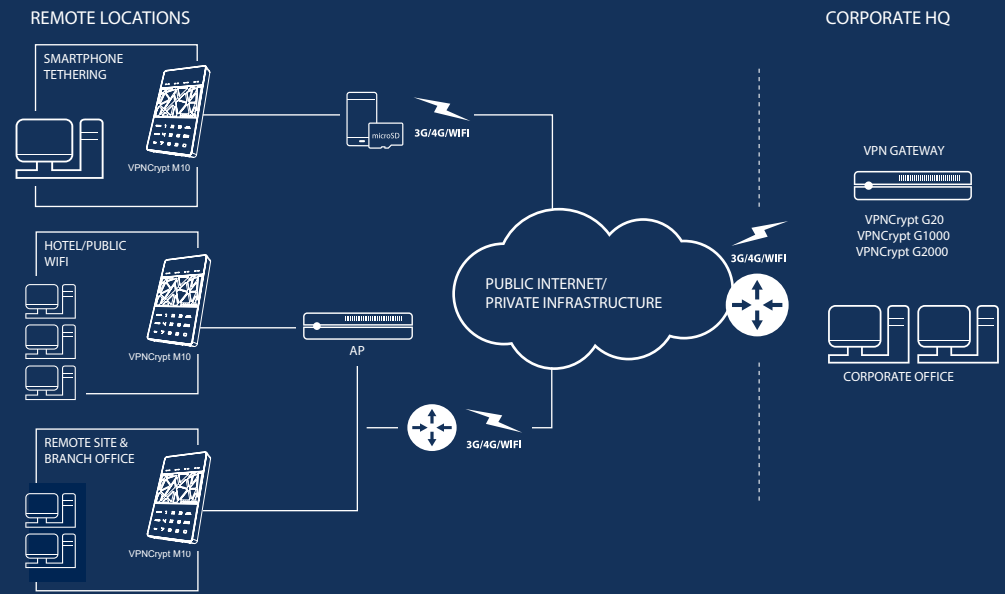 REMOTE LOCATIONS
CORPORATE HQ
SMARTPHONE
TETHERING
VPNCrypt M10
microSD
3G/4G/WIFI
VPN GATEWAY
VPNCrypt G20
VPNCrypt G1000
VPNCrypt G2000
HOTEL/PUBLIC
WIFI
VPNCrypt M10
AP
PUBLIC INTERNET/
PRIVATE INFRASTRUCTURE
3G/4G/WIFI
CORPORATE OFFICE
REMOTE SITE &
BRANCH OFFICE
VPNCrypt M10
3G/4G/WIFI